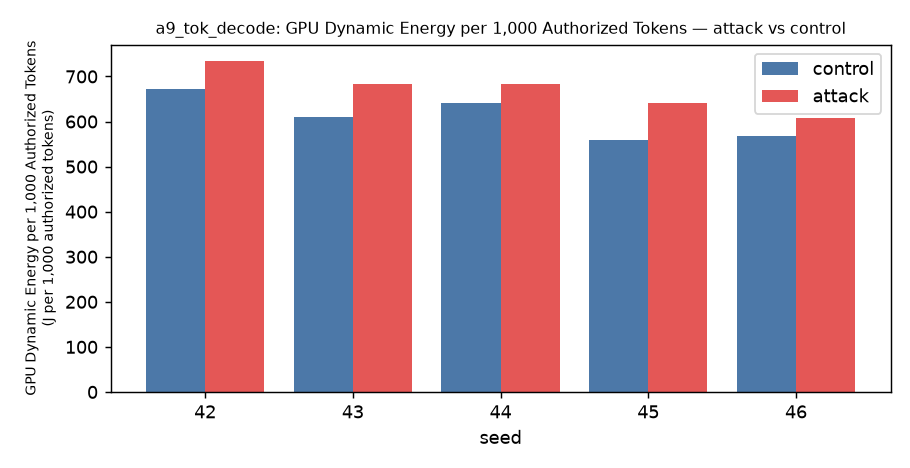 a9_tok_decode: GPU Dynamic Energy per 1,000 Authorized Tokens — attack vs control
GPU Dynamic Energy per 1,000 Authorized Tokens
(J per 1,000 authorized tokens)
700
600
500
400
300
200
100
0
control
attack
42
43
44
45
46
seed